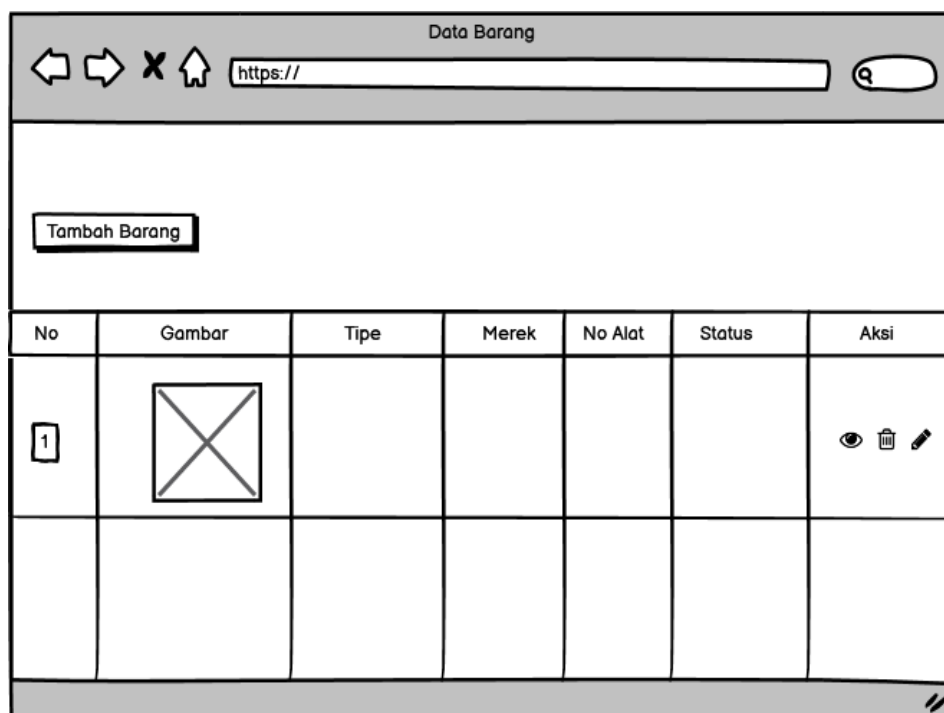 Data Barang
https://
Tambah Barang
No Gambar Tipe Merek No Alat Status Aksi
1